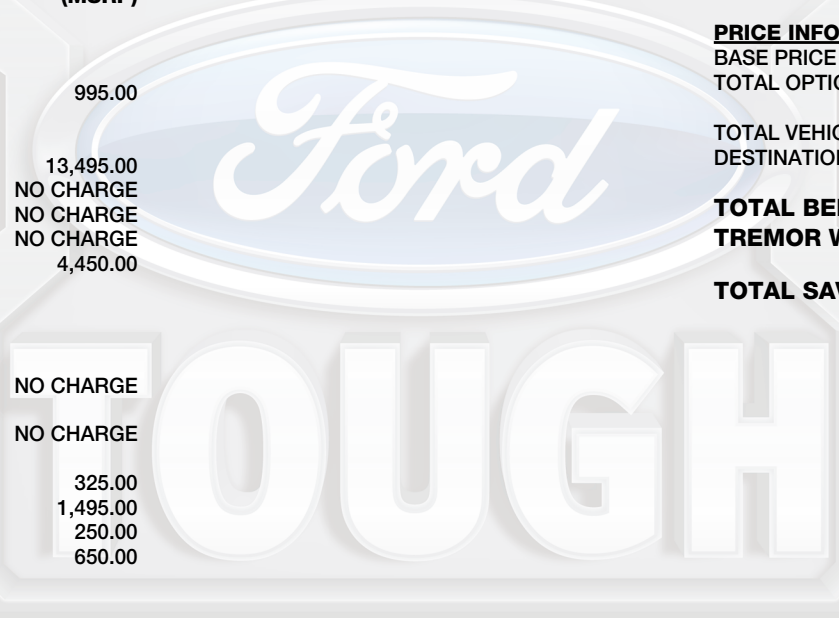 (MSRP)
995.00
13,495.00
NO CHARGE
NO CHARGE
NO CHARGE
4,450.00
NO CHARGE
NO CHARGE
325.00
1,495.00
250.00
650.00
PRICE INFO
BASE PRICE
TOTAL OPTIO
TOTAL VEHIC
DESTINATION
TOTAL BE
TREMOR W
TOTAL SAV
Ford
TOUGH